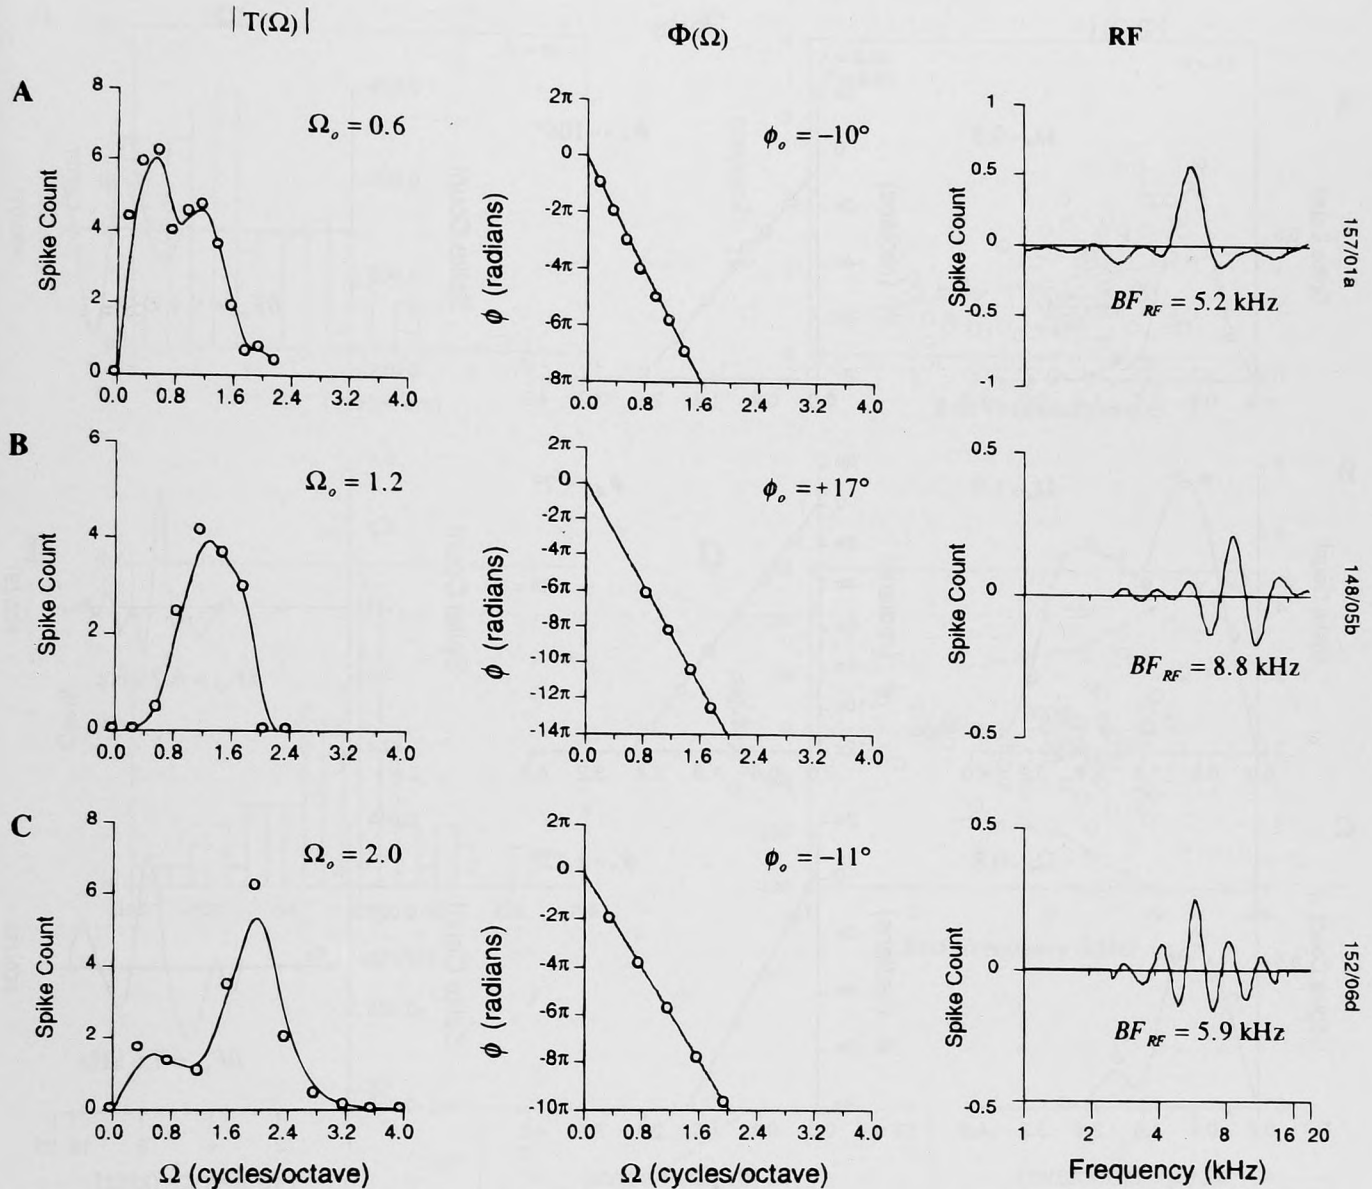 |T(Ω)|
Φ(Ω)
RF
A
8
6
4
2
0
Spike Count
Ωo = 0.6
0.0 0.8 1.6 2.4 3.2 4.0
2π
0
-2π
-4π
-6π
-8π
ϕ (radians)
ϕo = −10°
0.0 0.8 1.6 2.4 3.2 4.0
1
0.5
0
-0.5
-1
Spike Count
BF_RF = 5.2 kHz
157/01a
B
6
4
2
0
Spike Count
Ωo = 1.2
0.0 0.8 1.6 2.4 3.2 4.0
2π
0
-2π
-4π
-6π
-8π
-10π
-12π
-14π
ϕ (radians)
ϕo = +17°
0.0 0.8 1.6 2.4 3.2 4.0
0.5
0
-0.5
Spike Count
BF_RF = 8.8 kHz
148/05b
C
8
6
4
2
0
Spike Count
Ωo = 2.0
0.0 0.8 1.6 2.4 3.2 4.0
Ω (cycles/octave)
2π
0
-2π
-4π
-6π
-8π
-10π
ϕ (radians)
ϕo = −11°
0.0 0.8 1.6 2.4 3.2 4.0
Ω (cycles/octave)
0.5
0
-0.5
Spike Count
BF_RF = 5.9 kHz
1 2 4 8 16 20
Frequency (kHz)
152/06d